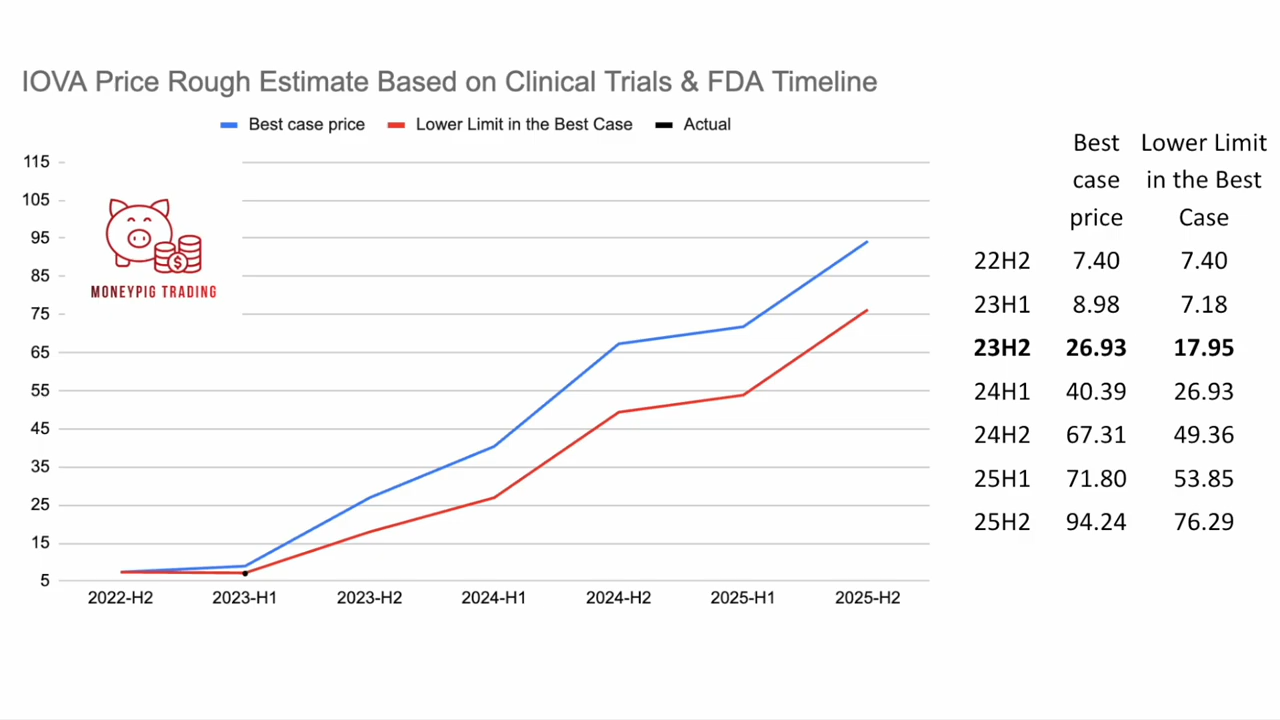 IOVA Price Rough Estimate Based on Clinical Trials & FDA Timeline
Best case price Lower Limit in the Best Case Actual
115
105
95
85
75
65
55
45
35
25
15
5
$
MONEYPIG TRADING
2022-H2 2023-H1 2023-H2 2024-H1 2024-H2 2025-H1 2025-H2
Best Lower Limit
case in the Best
price Case
22H2 7.40 7.40
23H1 8.98 7.18
23H2 26.93 17.95
24H1 40.39 26.93
24H2 67.31 49.36
25H1 71.80 53.85
25H2 94.24 76.29